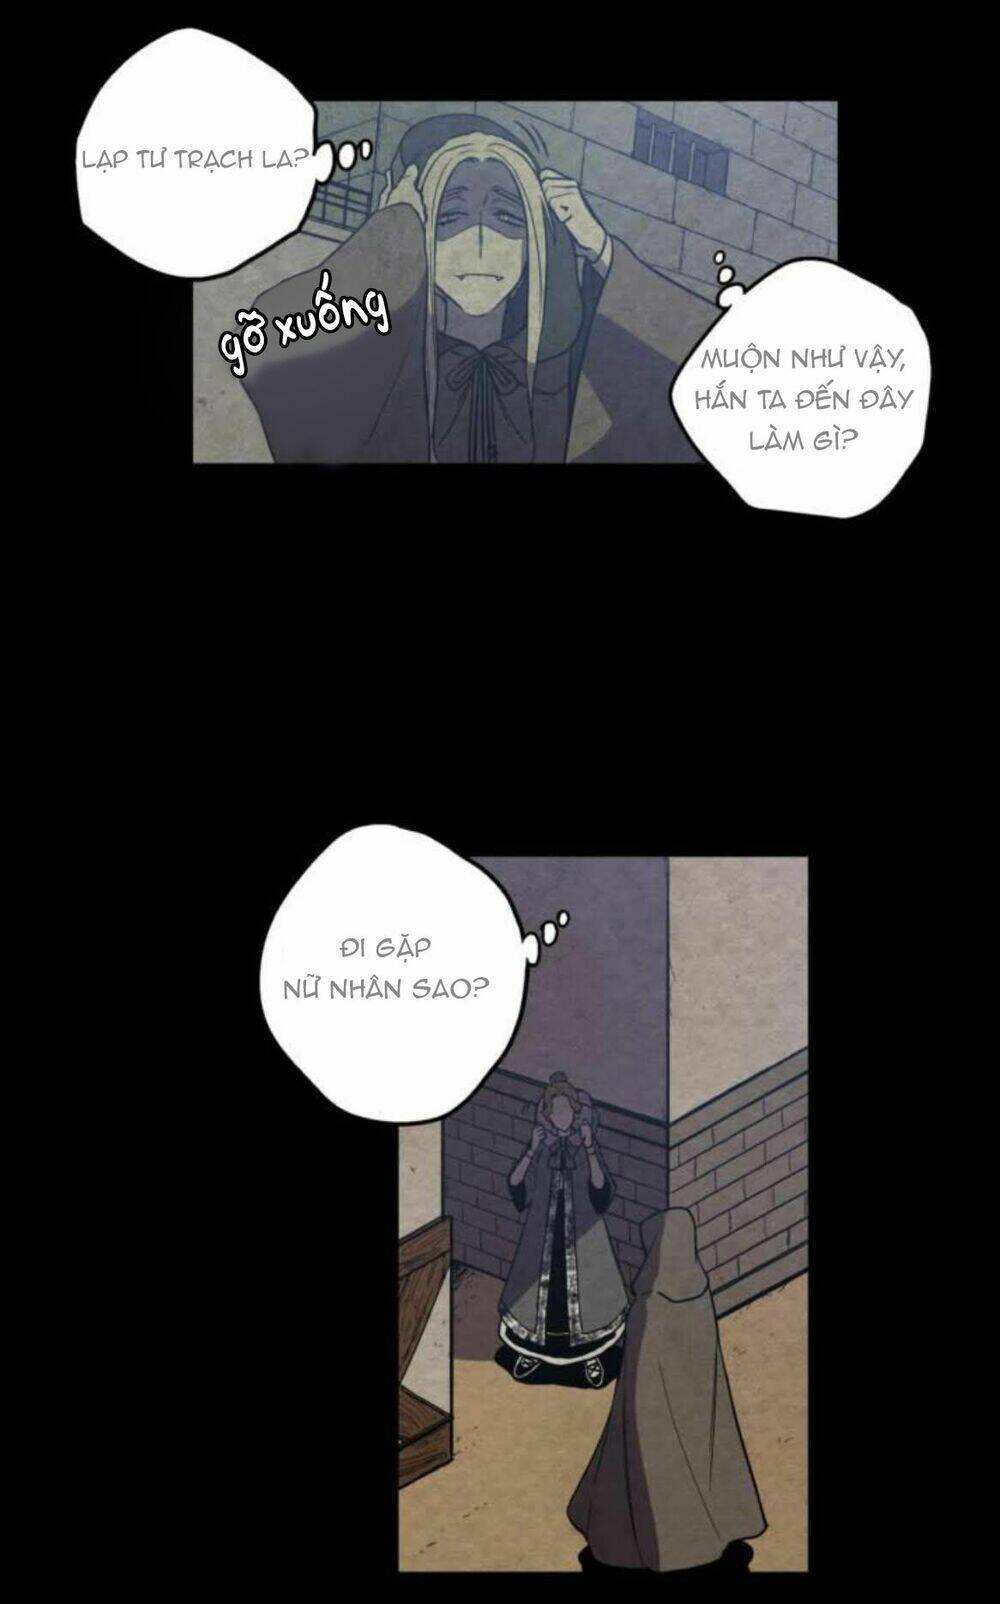 LẠP TƯ TRẠCH LA?
gỡ xuống
MUỘN NHƯ VẬY,
HẮN TA ĐẾN ĐÂY
LÀM GÌ?
ĐI GẶP
NỮ NHÂN SAO?